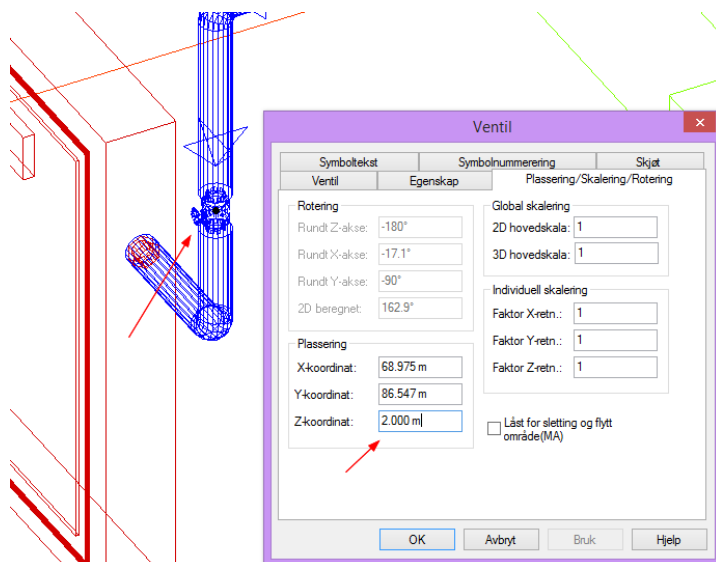 Ventil
Symboltekst Symbolnummerering Skjøt
Ventil Egenskap Plassering/Skalering/Rotering
Rotering
Rundt Z-akse: -180°
Rundt X-akse: -17.1°
Rundt Y-akse: -90°
2D beregnet: 162.9°
Plassering
X-koordinat: 68.975 m
Y-koordinat: 86.547 m
Z-koordinat: 2.000 m
Global skalering
2D hovedskala: 1
3D hovedskala: 1
Individuell skalering
Faktor X-retn.: 1
Faktor Y-retn.: 1
Faktor Z-retn.: 1
Låst for sletting og flytt
område(MA)
OK Avbryt Bruk Hjelp